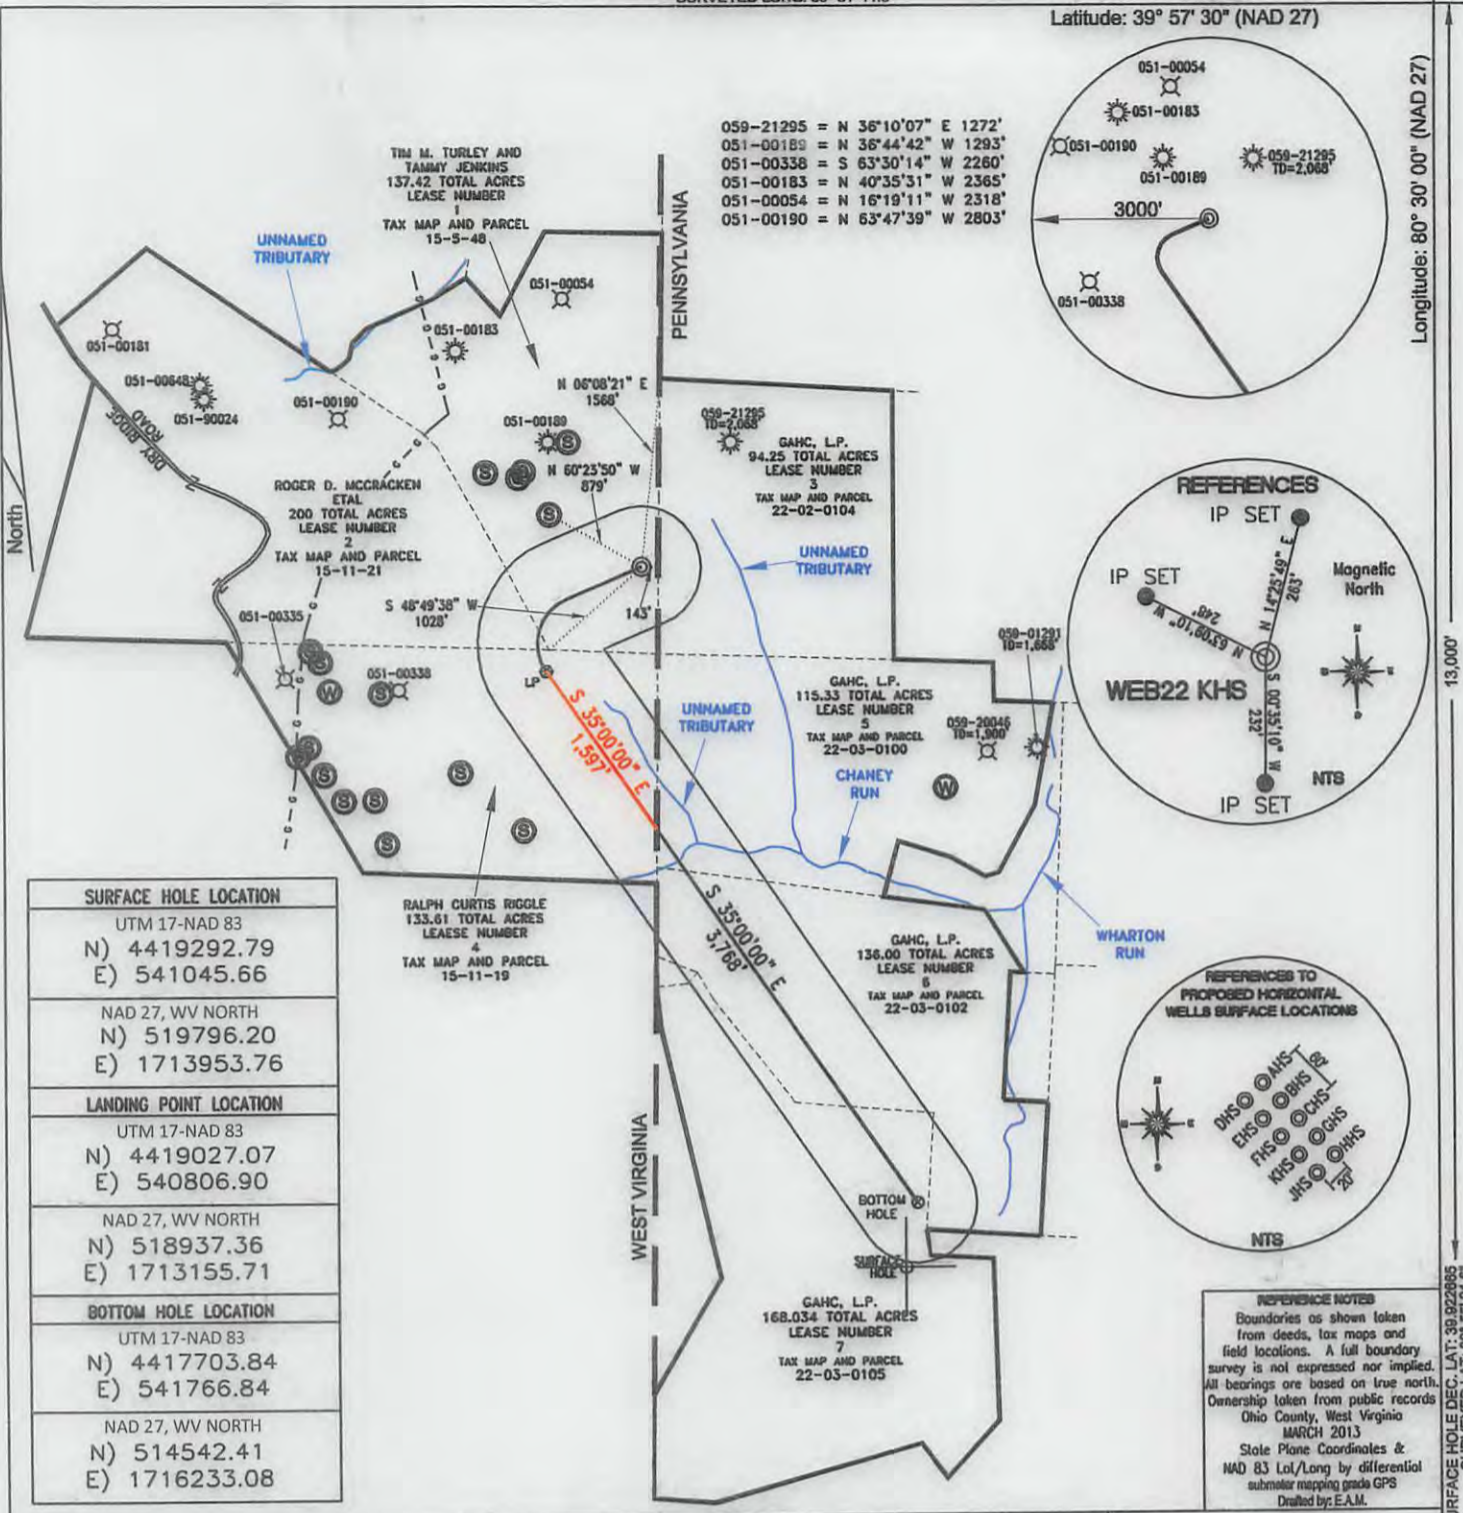 Latitude: 39° 57' 30" (NAD 27)
Longitude: 80° 30' 00" (NAD 27)
13,000'
059-21295 = N 36°10'07" E 1272'
051-00189 = N 36°44'42" W 1293'
051-00338 = S 63°30'14" W 2260'
051-00183 = N 40°35'31" W 2365'
051-00054 = N 16°19'11" W 2318'
051-00190 = N 63°47'39" W 2803'
051-00054
051-00183
051-00190
051-00189
059-21295
TD=2,068'
3000'
051-00338
TIM M. TURLEY AND
TAMMY JENKINS
137.42 TOTAL ACRES
LEASE NUMBER
1
TAX MAP AND PARCEL
15-5-48
UNNAMED
TRIBUTARY
PENNSYLVANIA
051-00054
051-00181
051-00183
051-00648
051-90024
051-00190
DRY RIDGE
ROAD
N 06°08'21" E
1568'
051-00189
N 60°23'50" W
879'
059-21295
TD=2,068'
GAHC, L.P.
94.25 TOTAL ACRES
LEASE NUMBER
3
TAX MAP AND PARCEL
22-02-0104
North
ROGER D. MCCRACKEN
ETAL
200 TOTAL ACRES
LEASE NUMBER
2
TAX MAP AND PARCEL
15-11-21
UNNAMED
TRIBUTARY
S 48°49'38" W
1028'
143'
051-00335
051-00338
LP
S 35°00'00" E
1,597'
UNNAMED
TRIBUTARY
GAHC, L.P.
115.33 TOTAL ACRES
LEASE NUMBER
5
TAX MAP AND PARCEL
22-03-0100
059-01291
TD=1,668'
059-20046
TD=1,900'
CHANEY
RUN
REFERENCES
IP SET
IP SET
N 14°25'49" E
263'
N 63°09'10" W
248'
Magnetic
North
WEB22 KHS
S 00°35'10" W
232'
NTS
IP SET
RALPH CURTIS RIGGLE
133.61 TOTAL ACRES
LEAESE NUMBER
4
TAX MAP AND PARCEL
15-11-19
S 35°00'00" E
3,768'
GAHC, L.P.
136.00 TOTAL ACRES
LEASE NUMBER
6
TAX MAP AND PARCEL
22-03-0102
WHARTON
RUN
WEST VIRGINIA
BOTTOM
HOLE
SURFACE
HOLE
GAHC, L.P.
168.034 TOTAL ACRES
LEASE NUMBER
7
TAX MAP AND PARCEL
22-03-0105
SURFACE HOLE LOCATION
UTM 17-NAD 83
N) 4419292.79
E) 541045.66
NAD 27, WV NORTH
N) 519796.20
E) 1713953.76
LANDING POINT LOCATION
UTM 17-NAD 83
N) 4419027.07
E) 540806.90
NAD 27, WV NORTH
N) 518937.36
E) 1713155.71
BOTTOM HOLE LOCATION
UTM 17-NAD 83
N) 4417703.84
E) 541766.84
NAD 27, WV NORTH
N) 514542.41
E) 1716233.08
REFERENCES TO
PROPOSED HORIZONTAL
WELLS SURFACE LOCATIONS
AHS
BHS
CHS
GHS
HHS
DHS
EHS
FHS
KHS
JHS
20'
NTS
REFERENCE NOTES
Boundaries as shown taken
from deeds, tax maps and
field locations. A full boundary
survey is not expressed nor implied.
All bearings are based on true north.
Ownership taken from public records
Ohio County, West Virginia
MARCH 2013
State Plane Coordinates &
NAD 83 Lat/Long by differential
submeter mapping grade GPS
Drafted by: E.A.M.
SURFACE HOLE DEC. LAT: 39.922665